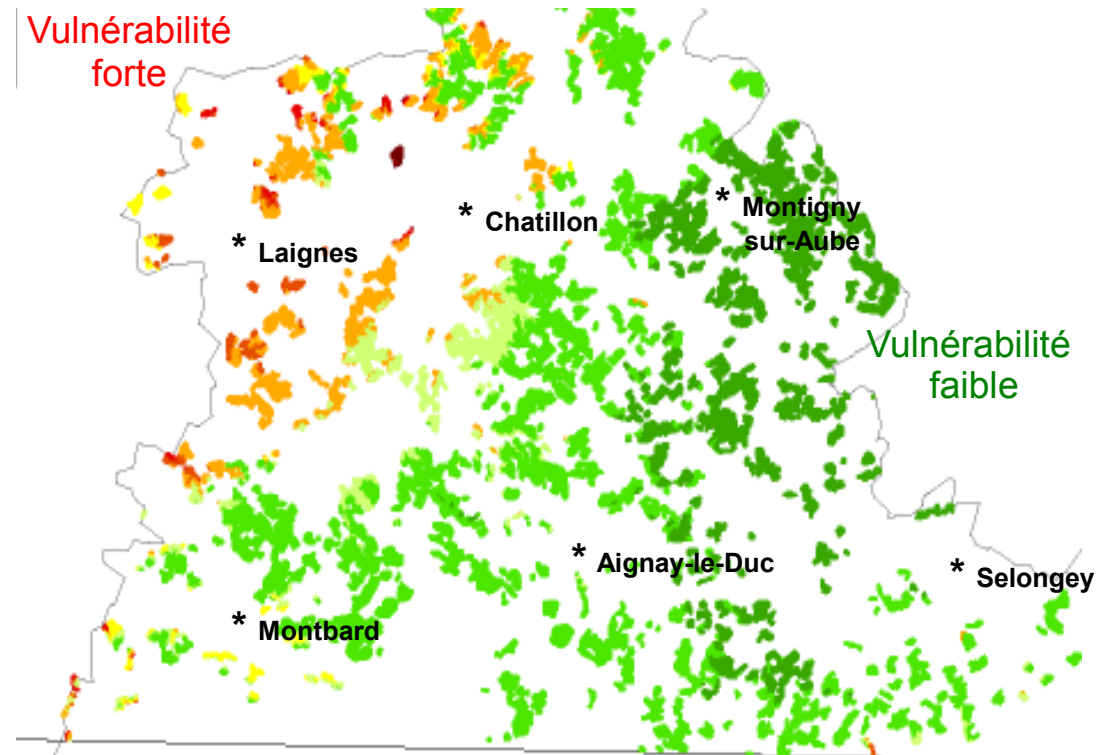 Vulnérabilité
forte
* Chatillon
* Montigny
sur-Aube
* Laignes
Vulnérabilité
faible
* Aignay-le-Duc
* Selongey
* Montbard